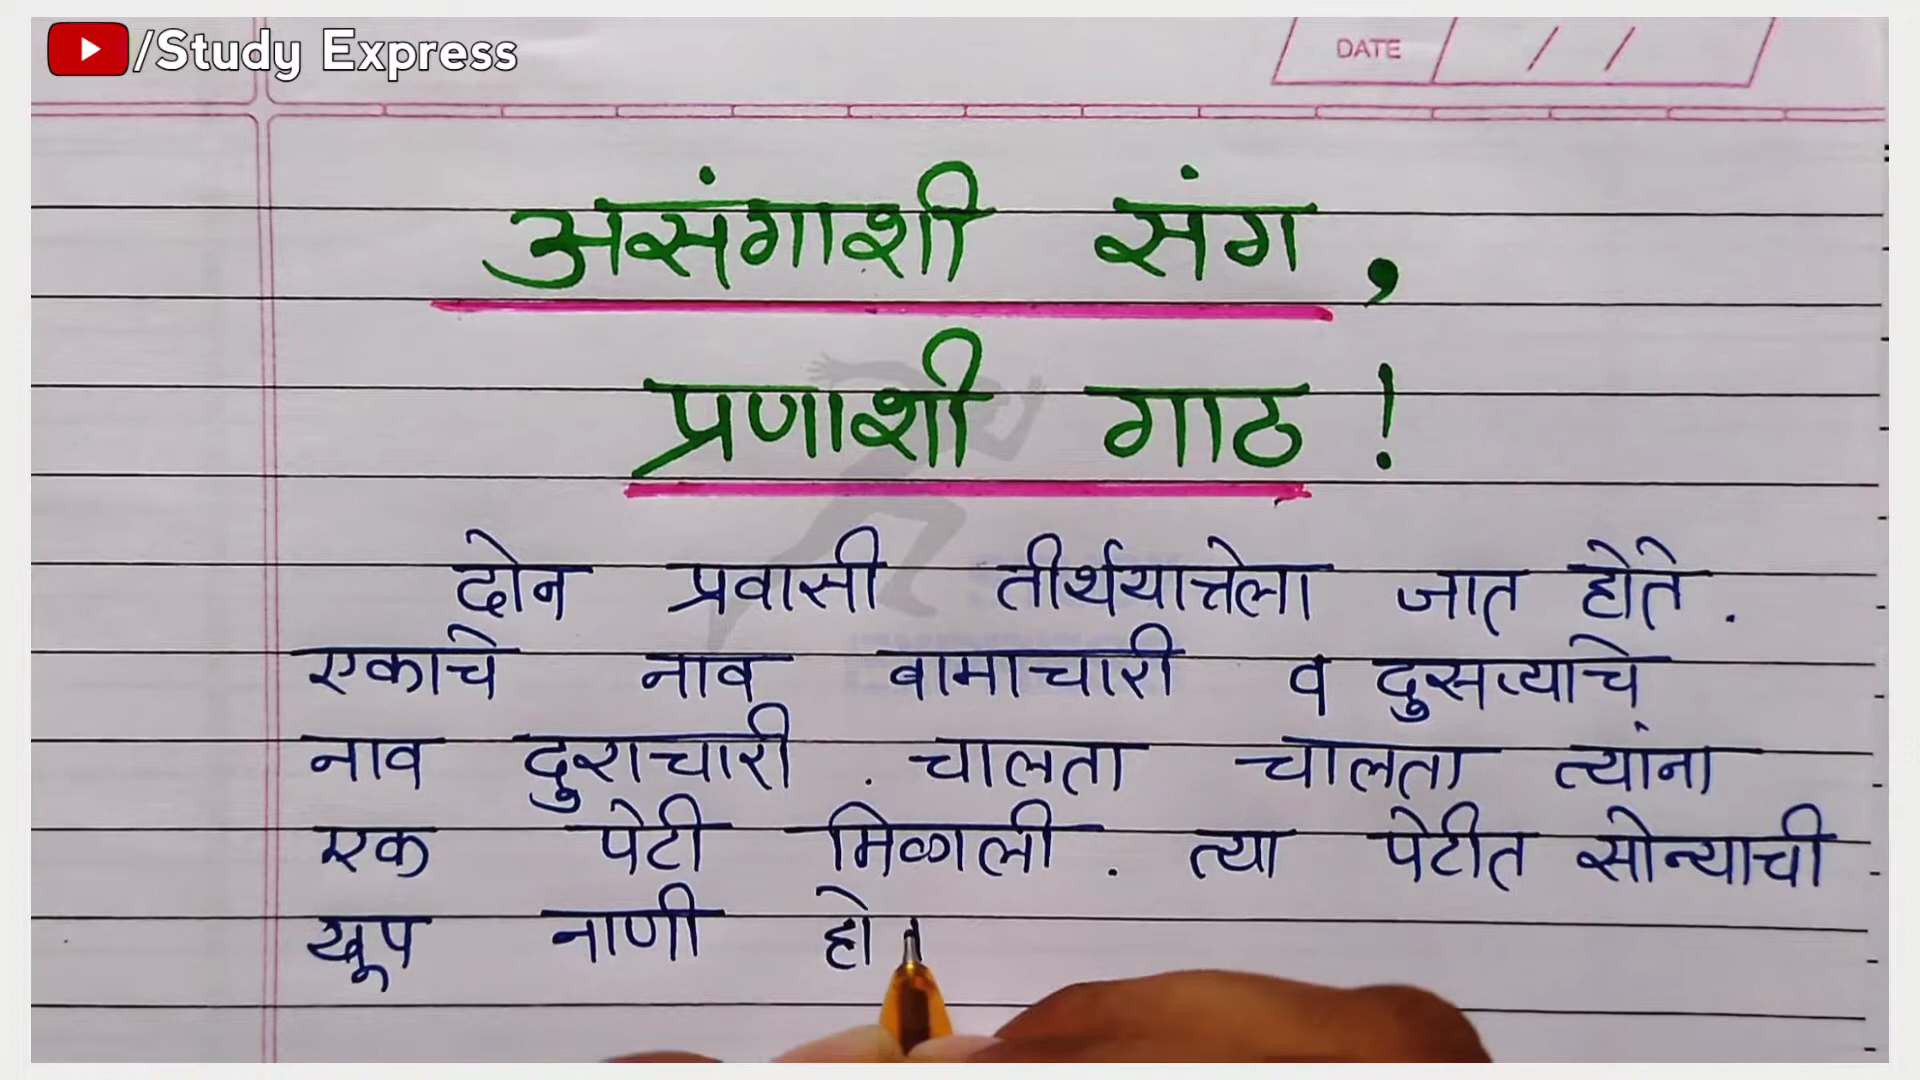 /Study Express
DATE / /
असंगाशी संग,
प्रणाशी गाठ!
दोन प्रवासी तीर्थयात्तेला जात होते.
एकाचे नाव वामाचारी व दुसऱ्याचे
नाव दुराचारी. चालता चालता त्यांना
एक पेटी मिळाली. त्या पेटीत सोन्याची
खूप नाणी हो